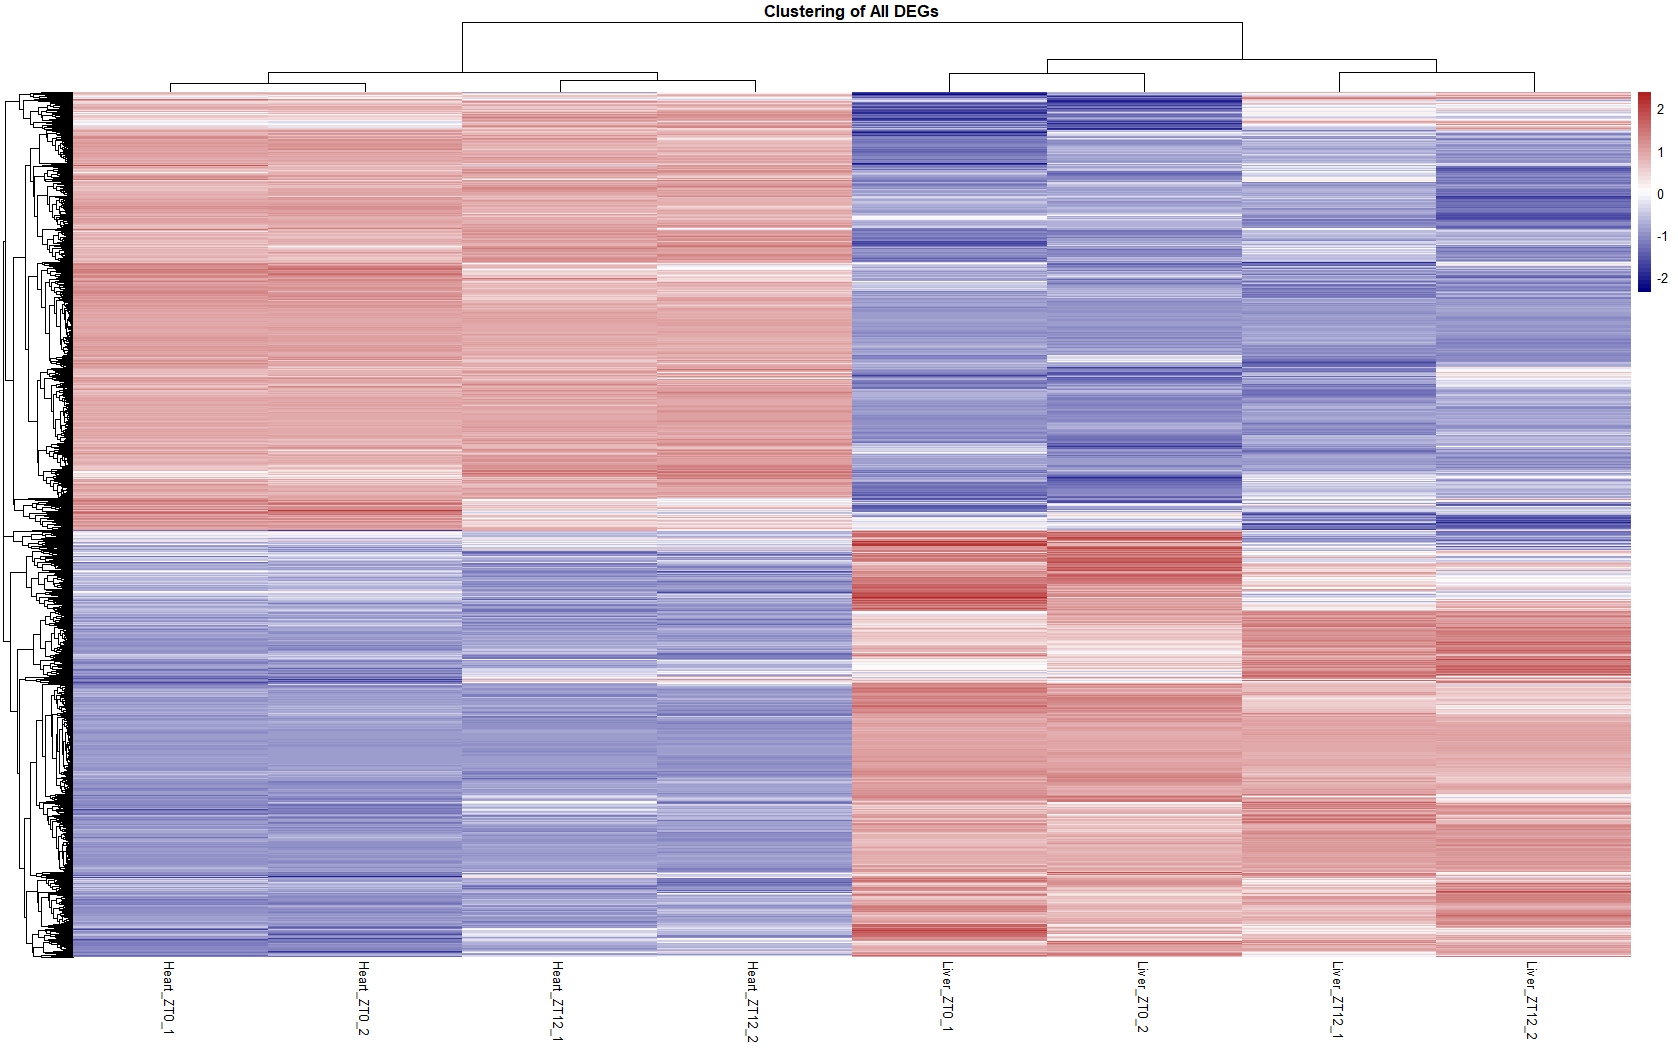 Clustering of All DEGs
2
1
0
-1
-2
Heart_ZT0_1
Heart_ZT0_2
Heart_ZT12_1
Heart_ZT12_2
Liver_ZT0_1
Liver_ZT0_2
Liver_ZT12_1
Liver_ZT12_2